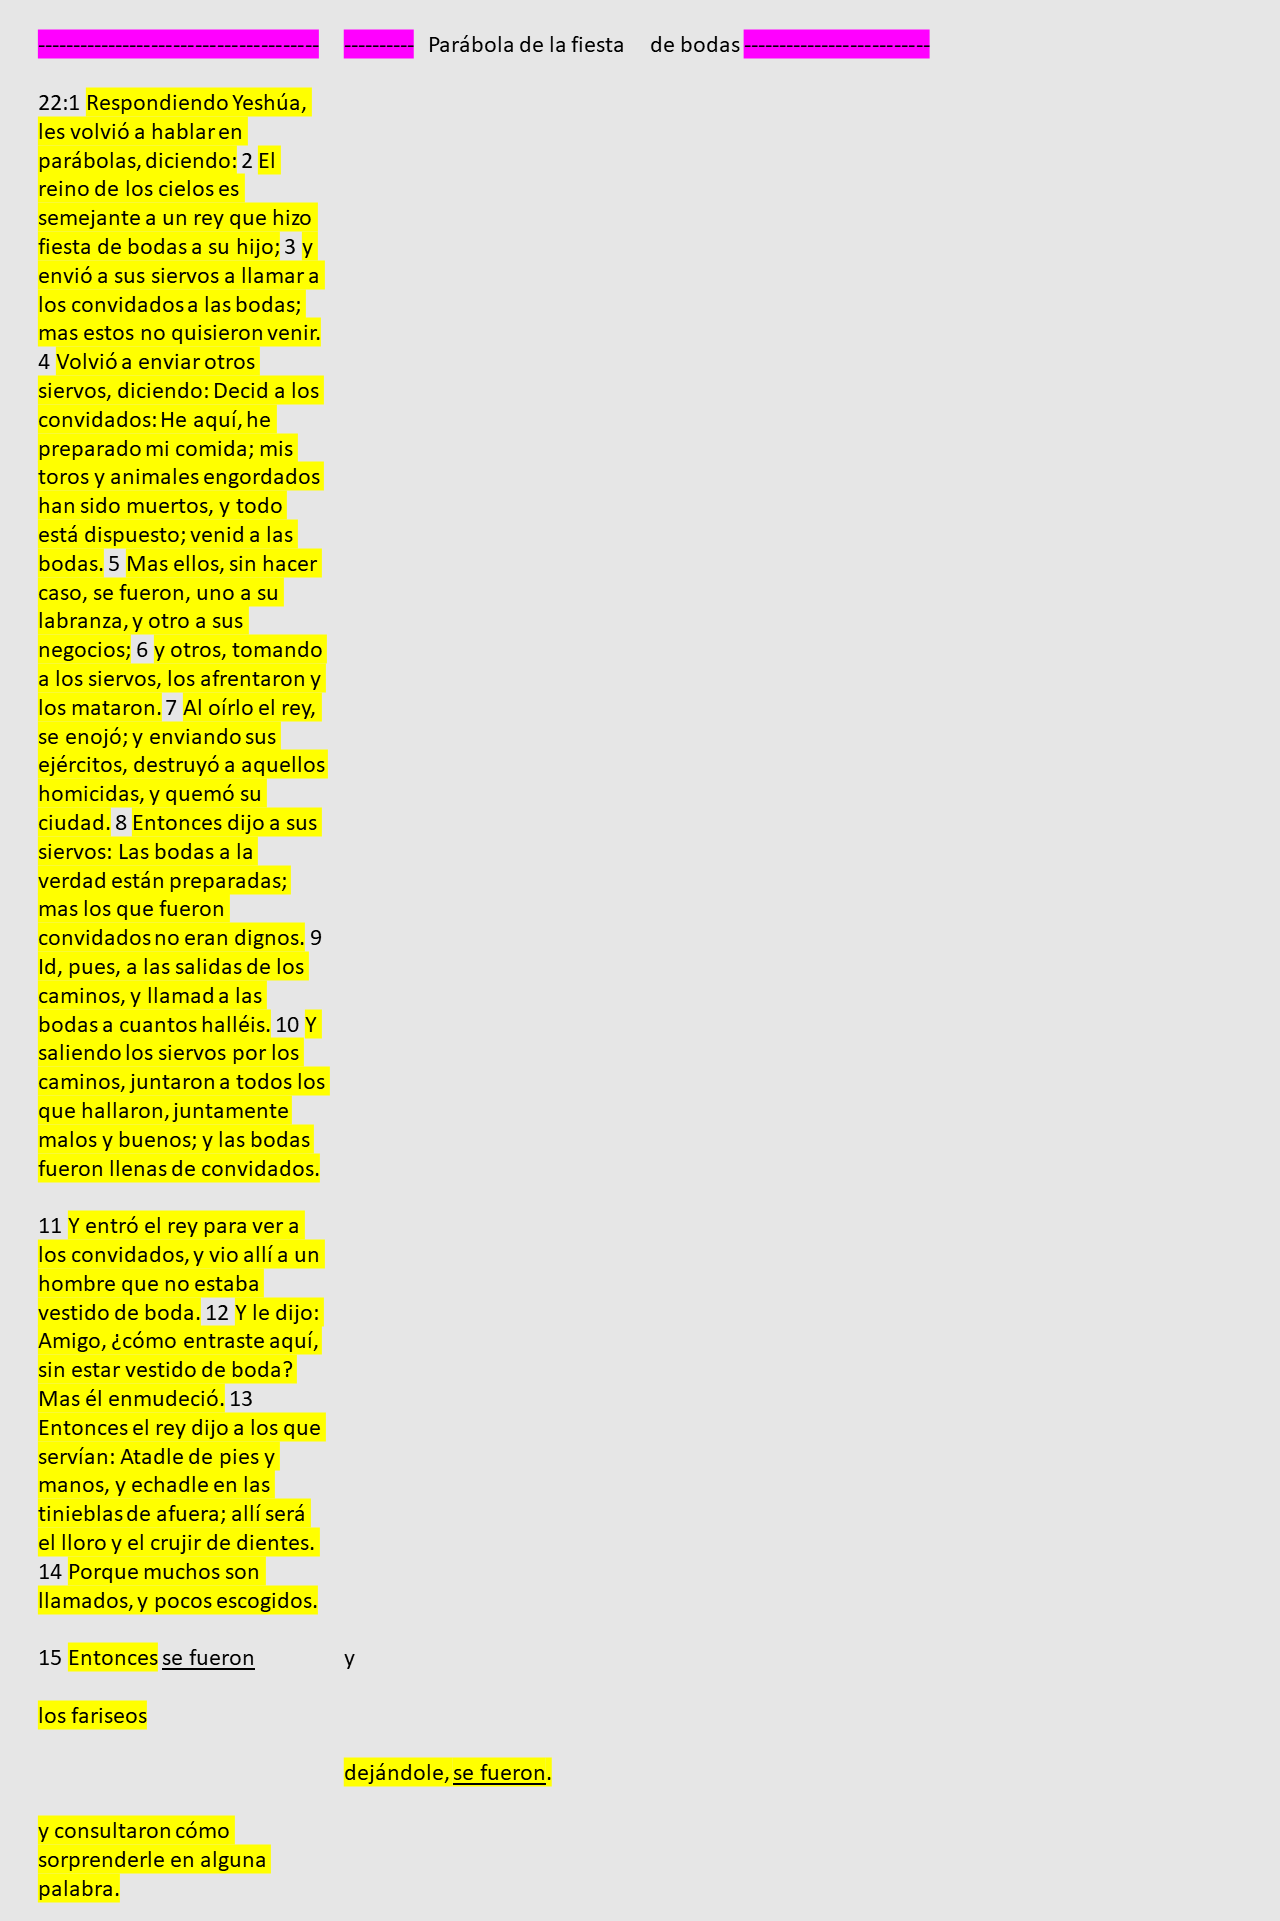 ---------------------------------------- ---------- Parábola de la fiesta de bodas --------------------------
22:1 Respondiendo Yeshúa,
les volvió a hablar en
parábolas, diciendo: 2 El
reino de los cielos es
semejante a un rey que hizo
fiesta de bodas a su hijo; 3 y
envió a sus siervos a llamar a
los convidados a las bodas;
mas estos no quisieron venir.
4 Volvió a enviar otros
siervos, diciendo: Decid a los
convidados: He aquí, he
preparado mi comida; mis
toros y animales engordados
han sido muertos, y todo
está dispuesto; venid a las
bodas. 5 Mas ellos, sin hacer
caso, se fueron, uno a su
labranza, y otro a sus
negocios; 6 y otros, tomando
a los siervos, los afrentaron y
los mataron. 7 Al oírlo el rey,
se enojó; y enviando sus
ejércitos, destruyó a aquellos
homicidas, y quemó su
ciudad. 8 Entonces dijo a sus
siervos: Las bodas a la
verdad están preparadas;
mas los que fueron
convidados no eran dignos. 9
Id, pues, a las salidas de los
caminos, y llamad a las
bodas a cuantos halléis. 10 Y
saliendo los siervos por los
caminos, juntaron a todos los
que hallaron, juntamente
malos y buenos; y las bodas
fueron llenas de convidados.
11 Y entró el rey para ver a
los convidados, y vio allí a un
hombre que no estaba
vestido de boda. 12 Y le dijo:
Amigo, ¿cómo entraste aquí,
sin estar vestido de boda?
Mas él enmudeció. 13
Entonces el rey dijo a los que
servían: Atadle de pies y
manos, y echadle en las
tinieblas de afuera; allí será
el lloro y el crujir de dientes.
14 Porque muchos son
llamados, y pocos escogidos.
15 Entonces se fueron y
los fariseos
dejándole, se fueron.
y consultaron cómo
sorprenderle en alguna
palabra.